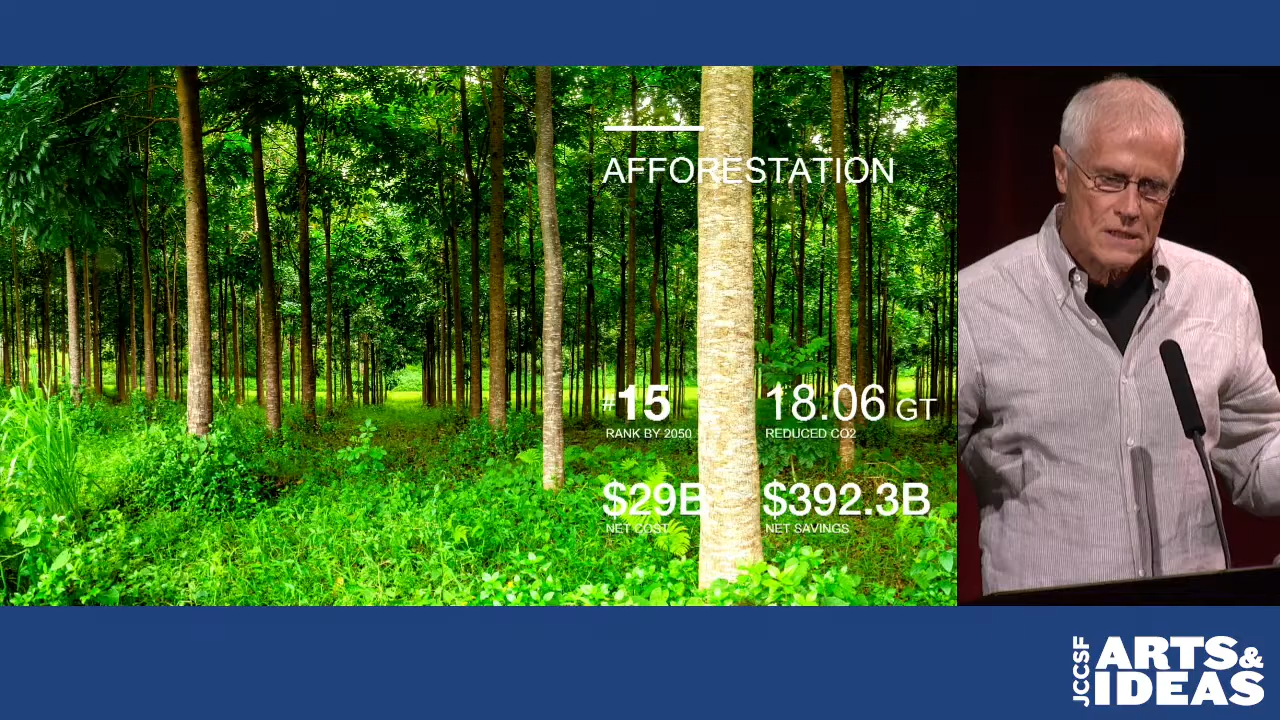 AFFORESTATION
#15
RANK BY 2050
18.06 GT
REDUCED CO2
$29B
NET COST
$392.3B
NET SAVINGS
JCCSF
ARTS&
IDEAS